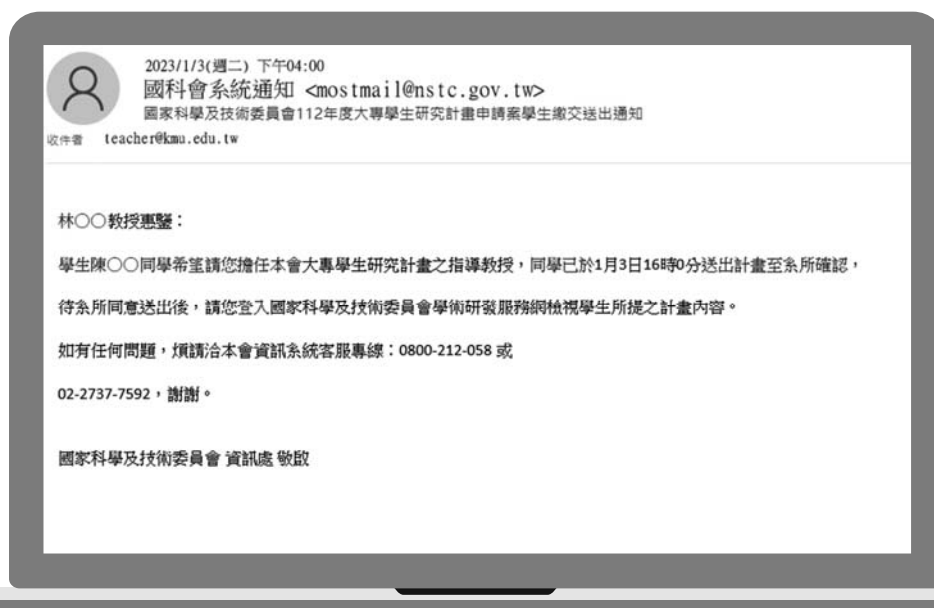 2023/1/3(週二) 下午04:00
國科會系統通知 <mostmail@nstc.gov.tw>
國家科學及技術委員會112年度大專學生研究計畫申請案學生繳交送出通知
收件者 teacher@kmu.edu.tw
林○○教授惠鑒：
學生陳○○同學希望請您擔任本會大專學生研究計畫之指導教授，同學已於1月3日16時0分送出計畫至系所確認，
待系所同意送出後，請您登入國家科學及技術委員會學術研發服務網檢視學生所提之計畫內容。
如有任何問題，煩請洽本會資訊系統客服專線：0800-212-058 或
02-2737-7592，謝謝。
國家科學及技術委員會 資訊處 敬啟